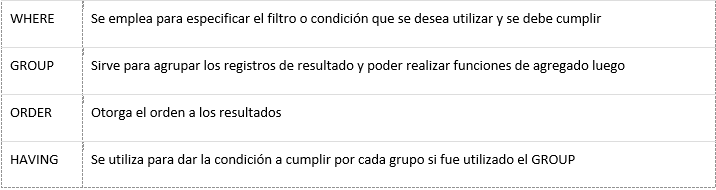 WHERE Se emplea para especificar el filtro o condición que se desea utilizar y se debe cumplir
GROUP Sirve para agrupar los registros de resultado y poder realizar funciones de agregado luego
ORDER Otorga el orden a los resultados
HAVING Se utiliza para dar la condición a cumplir por cada grupo si fue utilizado el GROUP